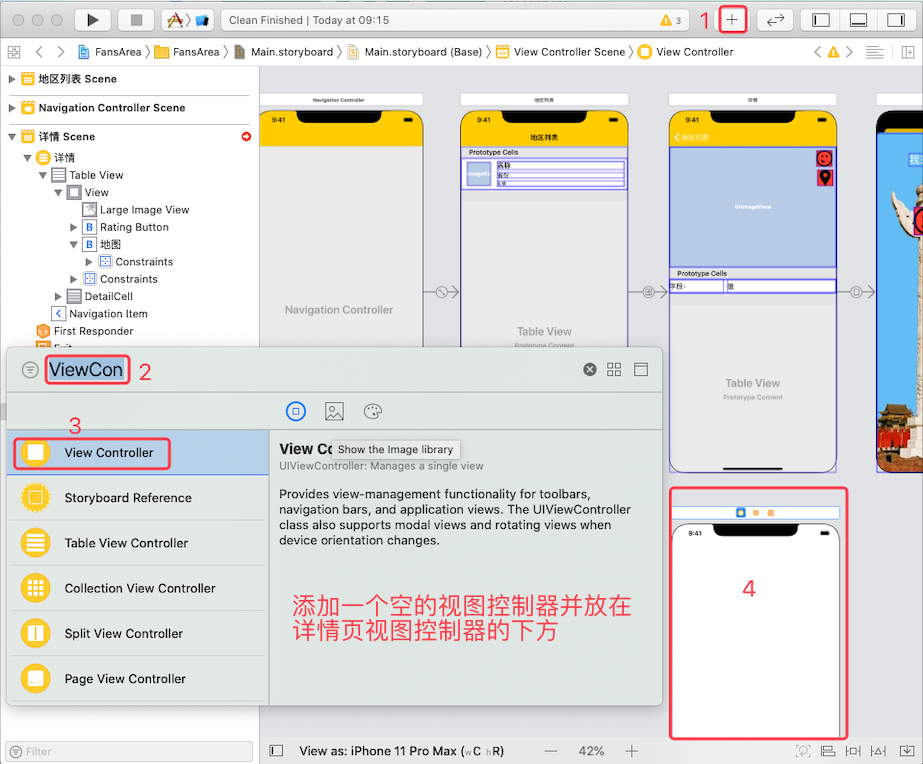 Clean Finished | Today at 09:15
3
1
FansArea
FansArea
Main.storyboard
Main.storyboard (Base)
View Controller Scene
View Controller
地区列表 Scene
Navigation Controller Scene
详情 Scene
详情
Table View
View
Large Image View
B Rating Button
B 地图
Constraints
Constraints
DetailCell
Navigation Item
First Responder
Exit
Navigation Controller
9:41
Navigation Controller
地区列表
9:41
地区列表
Prototype Cells
名称
省份
Table View
Prototype Content
详情
9:41
地区列表
UIImageView
Prototype Cells
字段:
值
Table View
Prototype Content
ViewCon
2
3
View Controller
Storyboard Reference
Table View Controller
Collection View Controller
Split View Controller
Page View Controller
View Co
Show the Image library
UIViewController: Manages a single view
Provides view-management functionality for toolbars,
navigation bars, and application views. The UIViewController
class also supports modal views and rotating views when
device orientation changes.
添加一个空的视图控制器并放在
详情页视图控制器的下方
9:41
4
Filter
View as: iPhone 11 Pro Max (wC hR)
42%